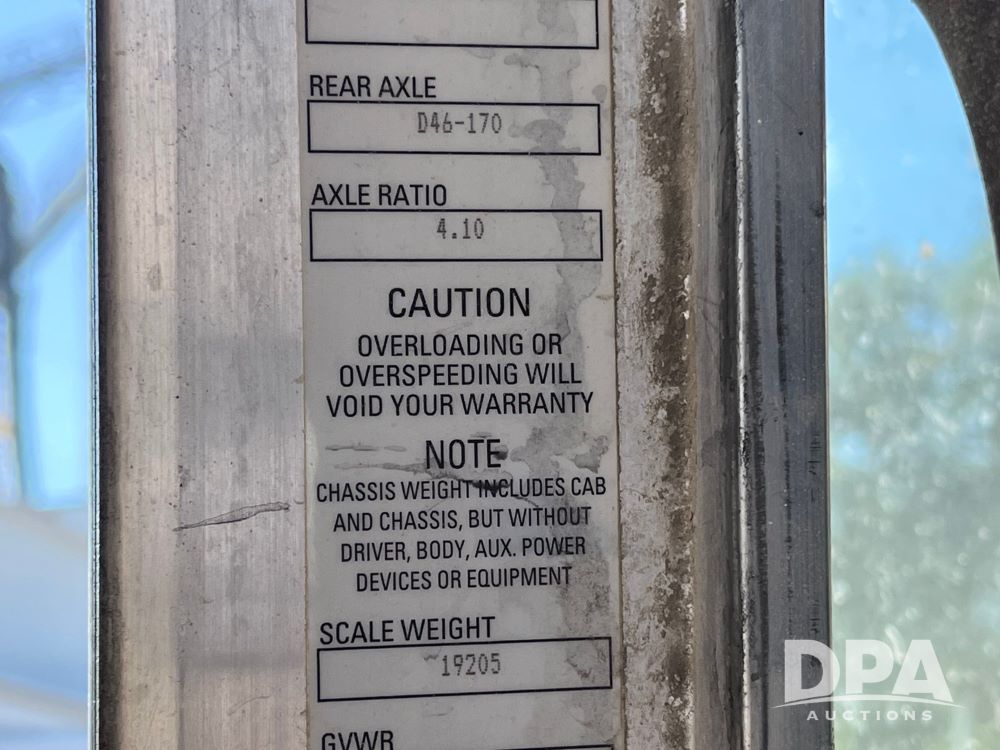 REAR AXLE
D46-170
AXLE RATIO
4.10
CAUTION
OVERLOADING OR
OVERSPEEDING WILL
VOID YOUR WARRANTY
NOTE
CHASSIS WEIGHT INCLUDES CAB
AND CHASSIS, BUT WITHOUT
DRIVER, BODY, AUX. POWER
DEVICES OR EQUIPMENT
SCALE WEIGHT
19205
GVWR
DPA
AUCTIONS